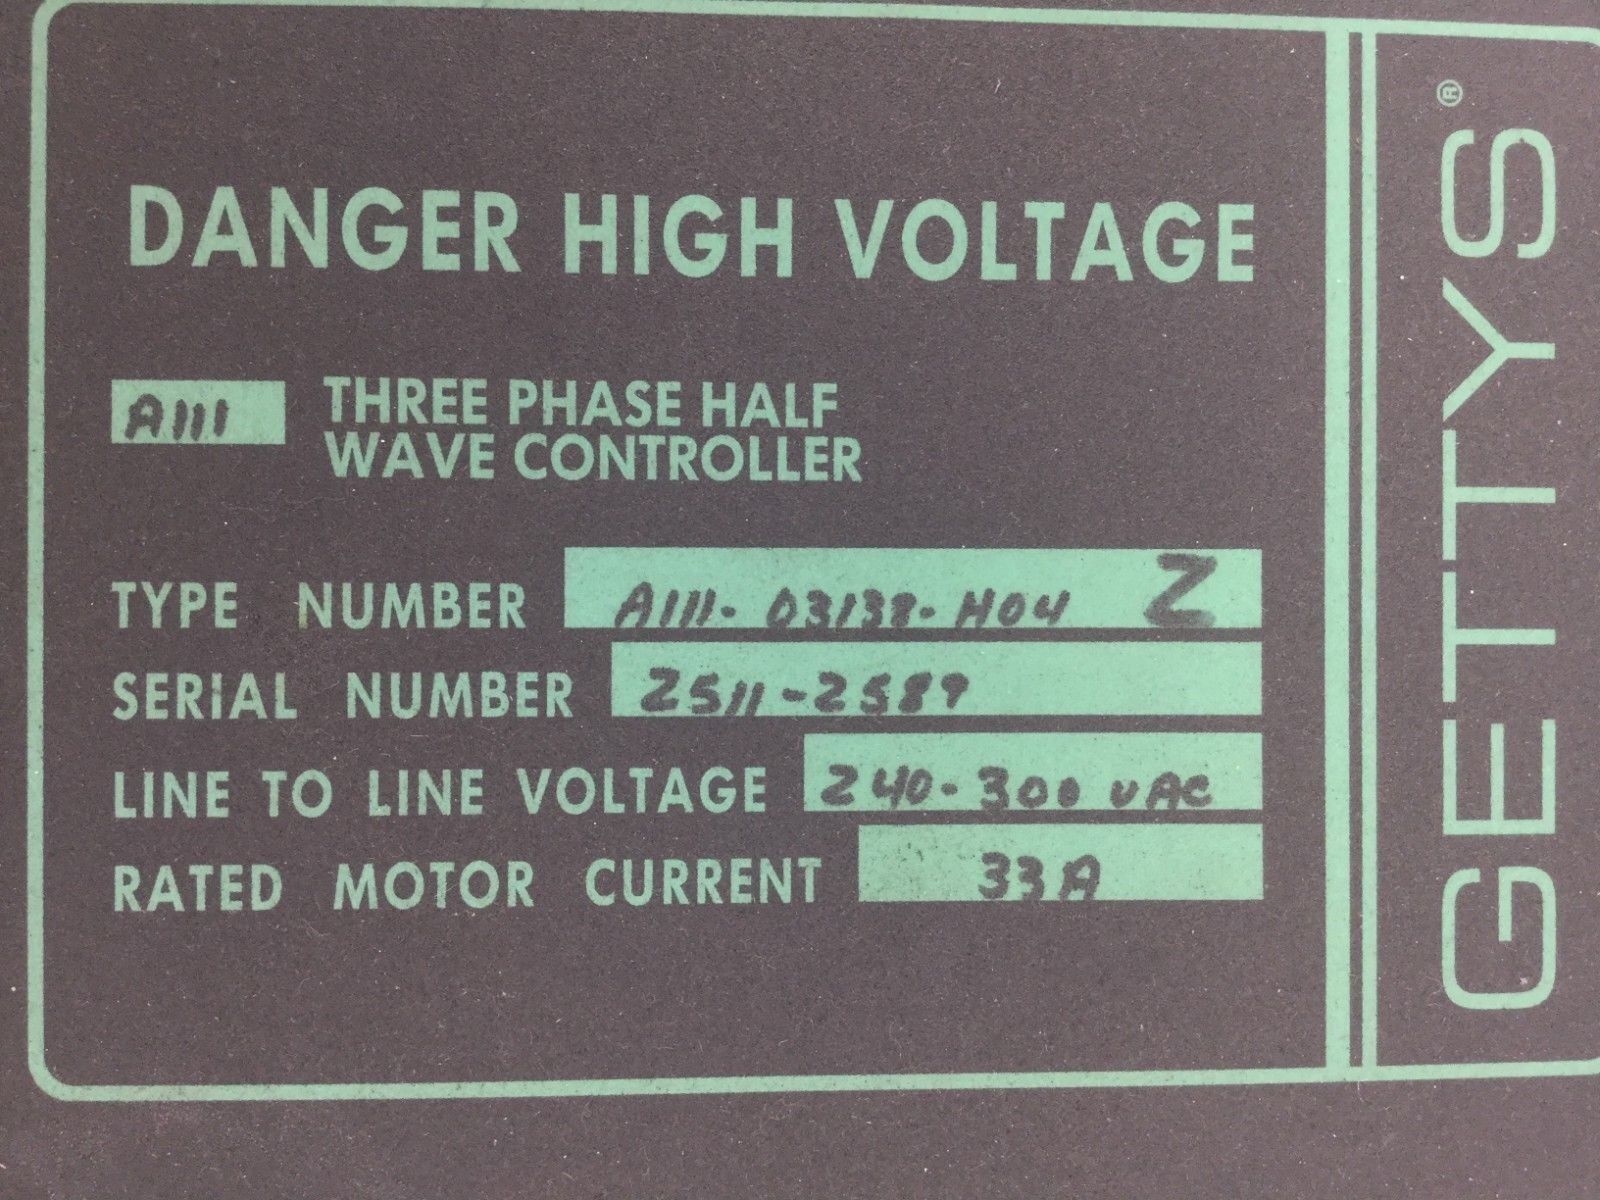 DANGER HIGH VOLTAGE
A111 THREE PHASE HALF
WAVE CONTROLLER
TYPE NUMBER A111-03138-H04 Z
SERIAL NUMBER 2511-2589
LINE TO LINE VOLTAGE 240-300 VAC
RATED MOTOR CURRENT 33A
GETTYS®